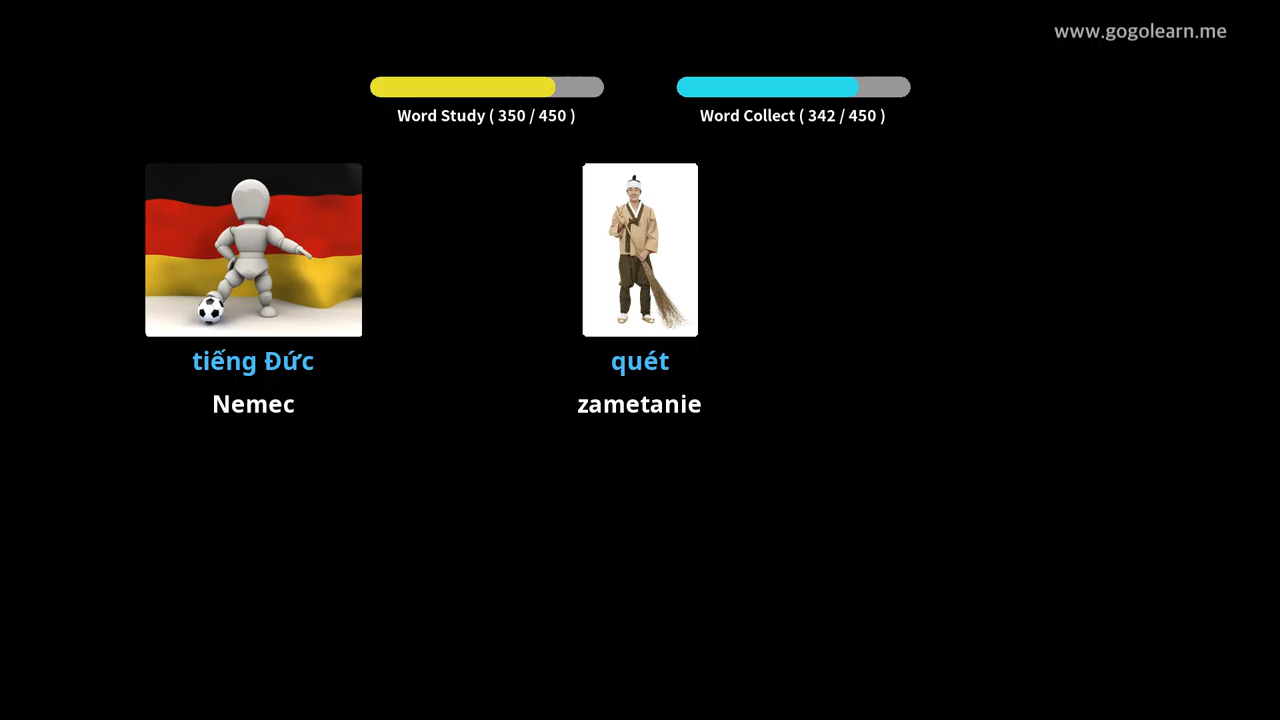 www.gogolearn.me
Word Study ( 350 / 450 )
Word Collect ( 342 / 450 )
tiếng Đức
quét
Nemec
zametanie